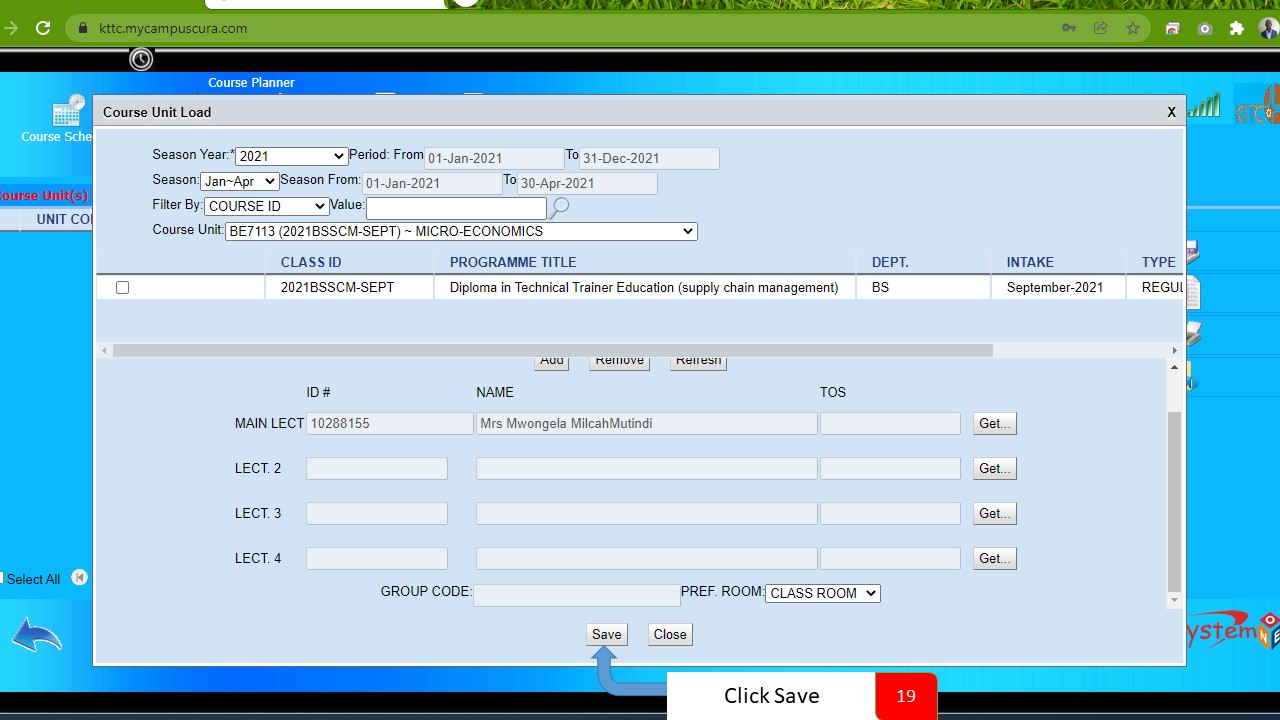 kttc.mycampuscura.com
Course Planner
Course Sche
Course Unit Load X
Season Year:* 2021 Period: From 01-Jan-2021 To 31-Dec-2021
Season: Jan~Apr Season From: 01-Jan-2021 To 30-Apr-2021
Course Unit(s)
Filter By: COURSE ID Value:
UNIT CO
Course Unit: BE7113 (2021BSSCM-SEPT) ~ MICRO-ECONOMICS
CLASS ID PROGRAMME TITLE DEPT. INTAKE TYPE
2021BSSCM-SEPT Diploma in Technical Trainer Education (supply chain management) BS September-2021 REGUL
Add Remove Refresh
ID # NAME TOS
MAIN LECT 10288155 Mrs Mwongela MilcahMutindi Get...
LECT. 2 Get...
LECT. 3 Get...
LECT. 4 Get...
Select All
GROUP CODE: PREF. ROOM: CLASS ROOM
Save Close
ystem
Click Save 19